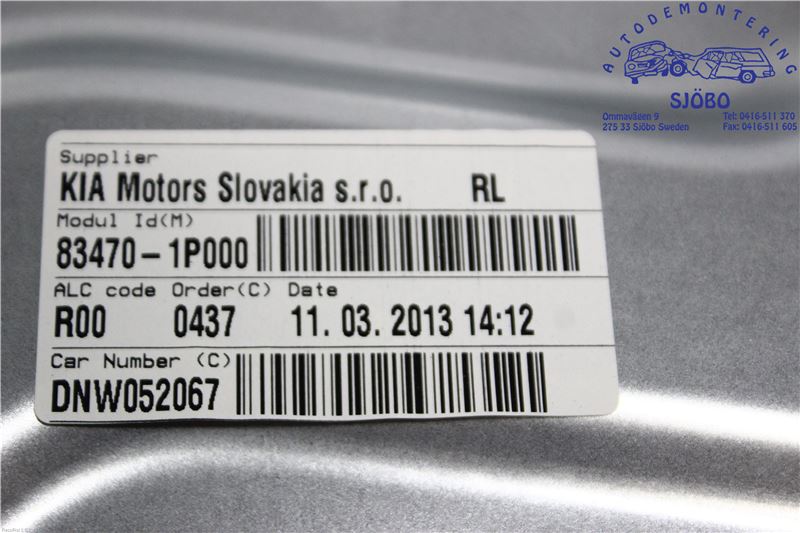 AUTODEMONTERING
SJÖBO
Ommavägen 9 Tel: 0416-511 370
275 33 Sjöbo Sweden Fax: 0416-511 605
Supplier
KIA Motors Slovakia s.r.o. RL
Modul Id(M)
83470-1P000
ALC code Order(C) Date
R00 0437 11. 03. 2013 14:12
Car Number (C)
DNW052067